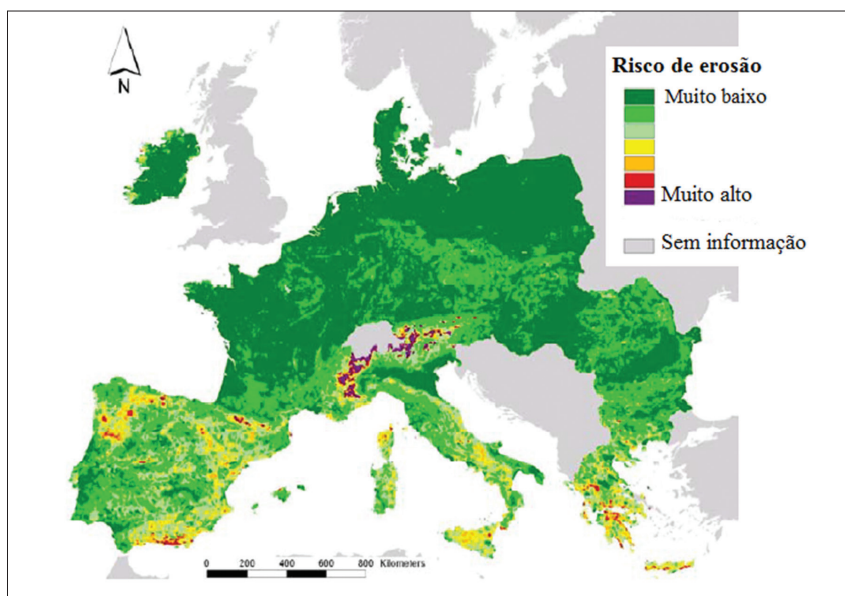 N
Risco de erosão
Muito baixo
Muito alto
Sem informação
0 200 400 600 800 Kilometers